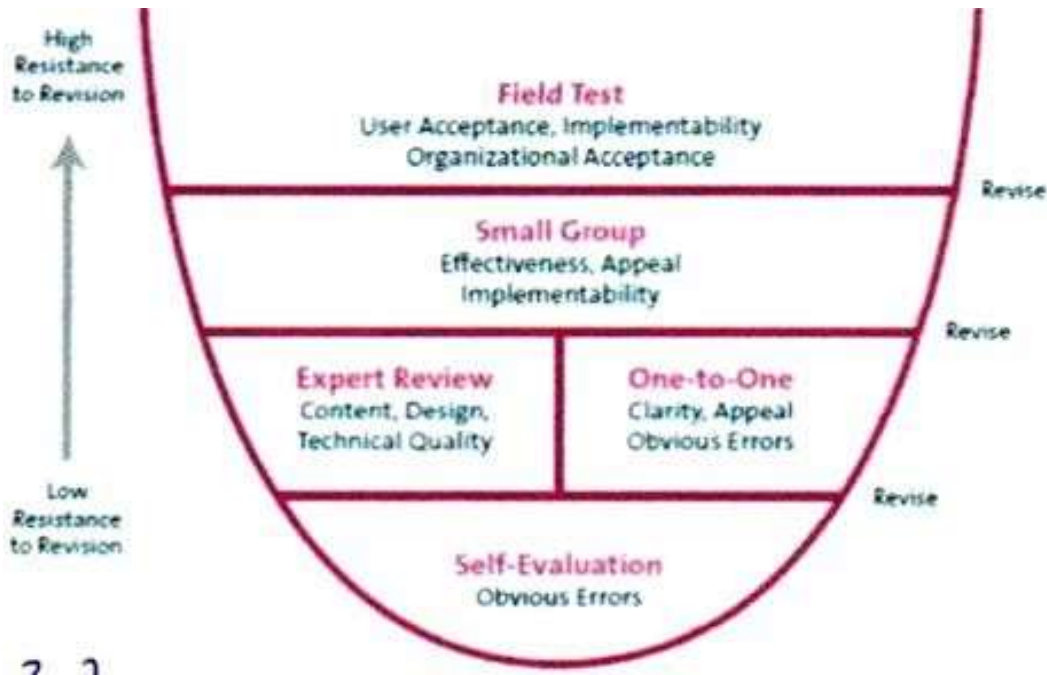 High
Resistance
to Revision
Field Test
User Acceptance, Implementability
Organizational Acceptance
Revise
Small Group
Effectiveness, Appeal
Implementability
Revise
Expert Review
Content, Design,
Technical Quality
One-to-One
Clarity, Appeal
Obvious Errors
Low
Resistance
to Revision
Revise
Self-Evaluation
Obvious Errors